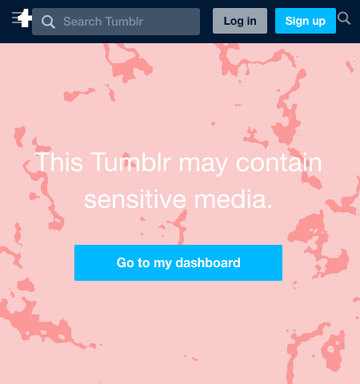 Search Tumblr
Log in
Sign up
This Tumblr may contain
sensitive media.
Go to my dashboard